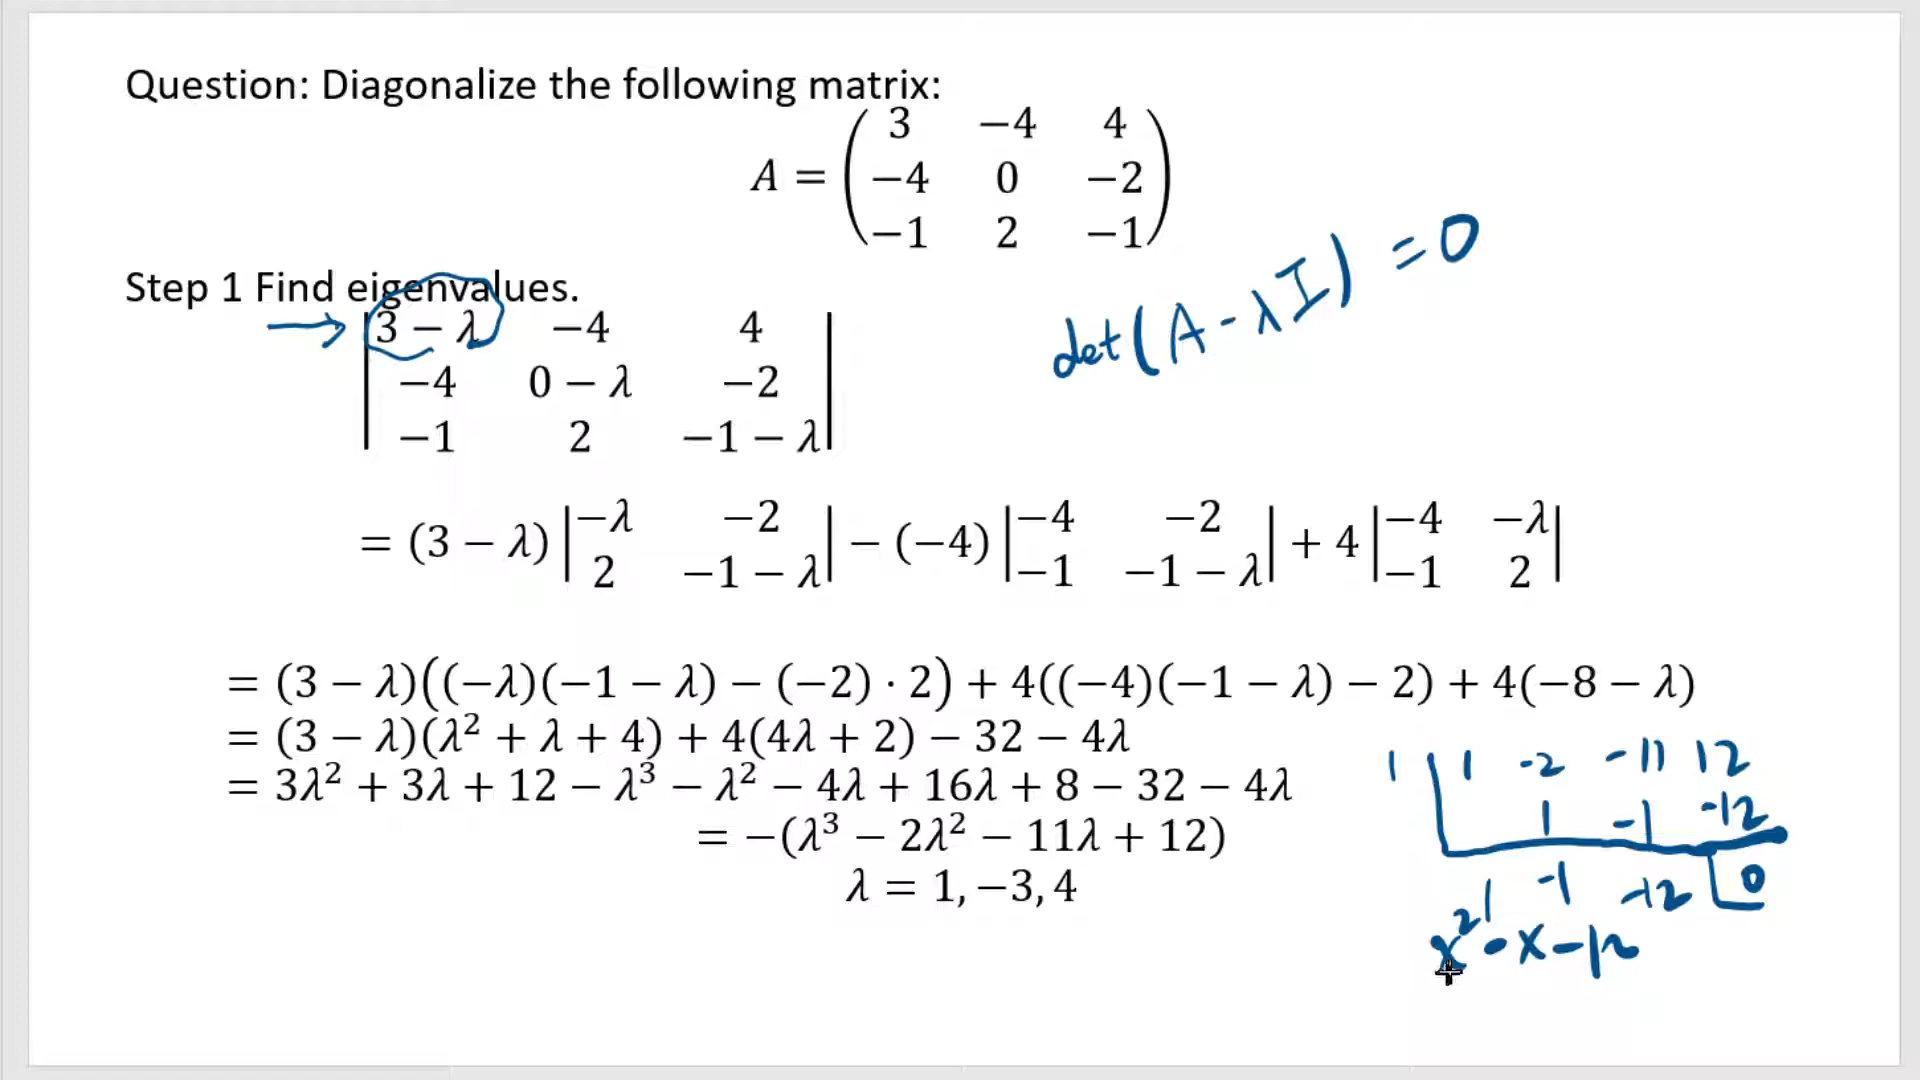 Question: Diagonalize the following matrix:
3 −4 4
A = −4 0 −2
−1 2 −1
det(A - λI) = 0
Step 1 Find eigenvalues.
→ |3 − λ −4 4|
|−4 0 − λ −2|
|−1 2 −1 − λ|
= (3 − λ) |−λ −2; 2 −1 − λ| − (−4) |−4 −2; −1 −1 − λ| + 4 |−4 −λ; −1 2|
= (3 − λ)((−λ)(−1 − λ) − (−2) · 2) + 4((−4)(−1 − λ) − 2) + 4(−8 − λ)
= (3 − λ)(λ² + λ + 4) + 4(4λ + 2) − 32 − 4λ
= 3λ² + 3λ + 12 − λ³ − λ² − 4λ + 16λ + 8 − 32 − 4λ
= −(λ³ − 2λ² − 11λ + 12)
λ = 1, −3, 4
1 | 1 -2 -11 12
1 -1 -12
1 -1 -12 0
x² - x - 12